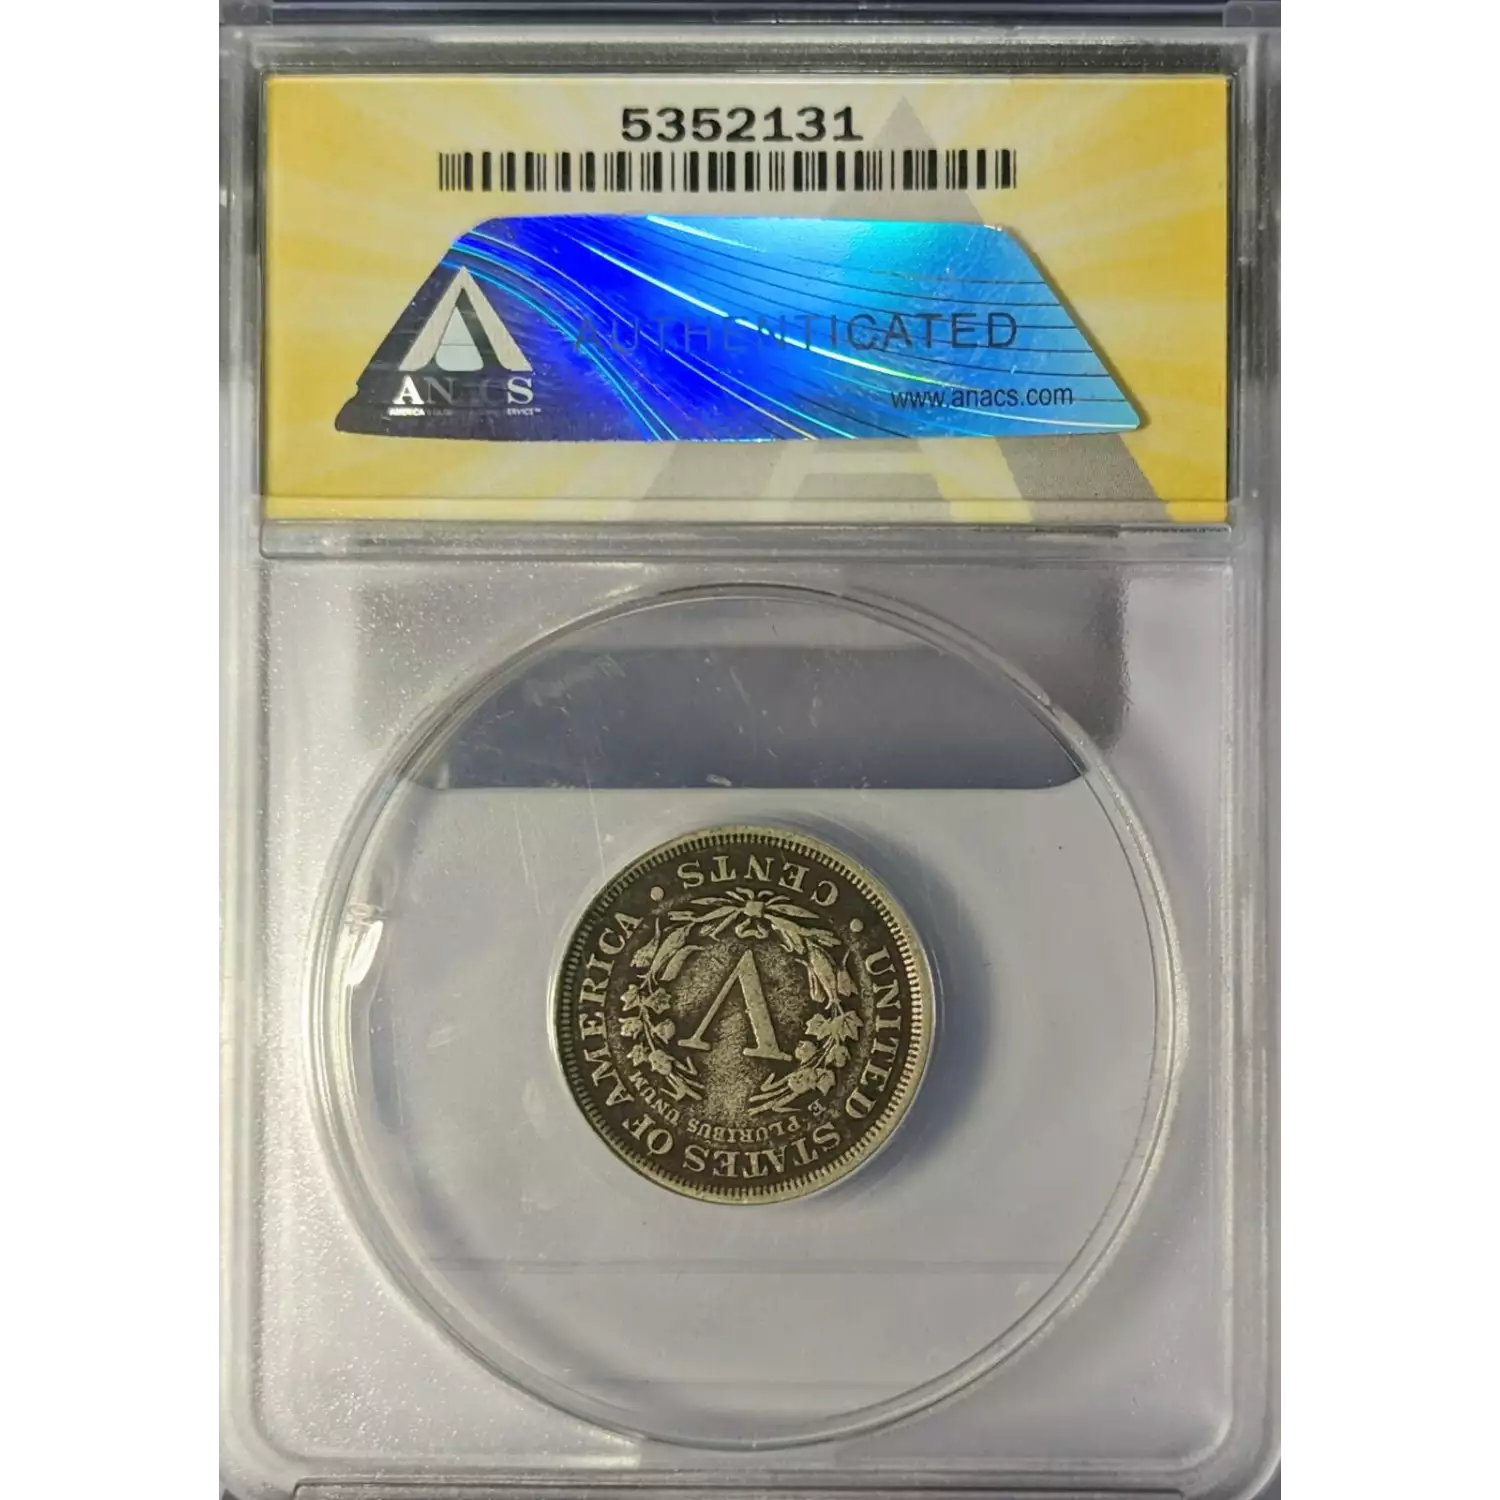 5352131
AUTHENTICATED
ANACS
www.anacs.com
UNITED STATES OF AMERICA
E PLURIBUS UNUM
V
CENTS